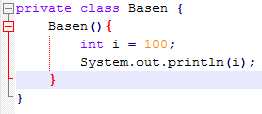 private class Basen {
    Basen(){
        int i = 100;
        System.out.println(i);
    }
}